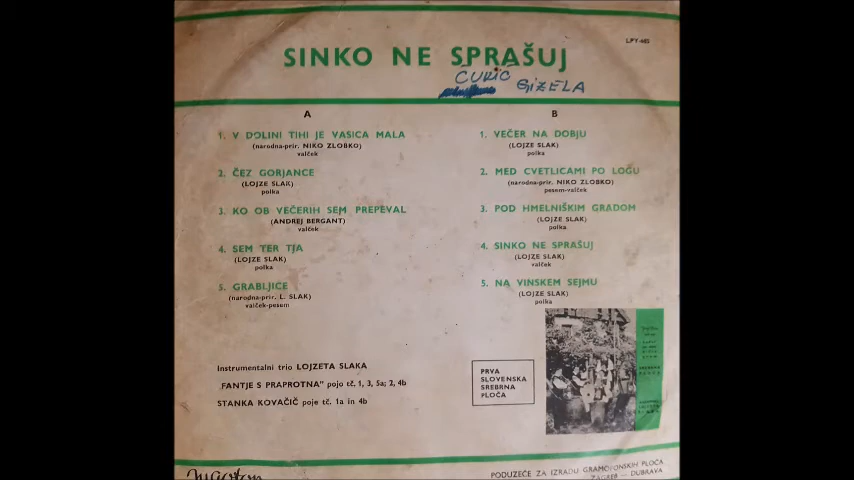 LPY-485
SINKO NE SPRAŠUJ
ČUKIĆ
GIZELA
A
1. V DOLINI TIHI JE VASICA MALA
(narodna-prir. NIKO ZLOBKO)
valček
2. ČEZ GORJANCE
(LOJZE SLAK)
polka
3. KO OB VEČERIH SEM PREPEVAL
(ANDREJ BERGANT)
valček
4. SEM TER TJA
(LOJZE SLAK)
polka
5. GRABLJICE
(narodna-prir. L. SLAK)
valček-pesem
B
1. VEČER NA DOBJU
(LOJZE SLAK)
polka
2. MED CVETLICAMI PO LOGU
(narodna-prir. NIKO ZLOBKO)
pesem-valček
3. POD HMELNIŠKIM GRADOM
(LOJZE SLAK)
polka
4. SINKO NE SPRAŠUJ
(LOJZE SLAK)
valček
5. NA VINSKEM SEJMU
(LOJZE SLAK)
polka
Instrumentalni trio LOJZETA SLAKA
„FANTJE S PRAPROTNA" pojo tč. 1, 3, 5a; 2, 4b
STANKA KOVAČIČ poje tč. 1a in 4b
PRVA
SLOVENSKA
SREBRNA
PLOČA
PODUZEĆE ZA IZRADU GRAMOFONSKIH PLOČA
ZAGREB — DUBRAVA